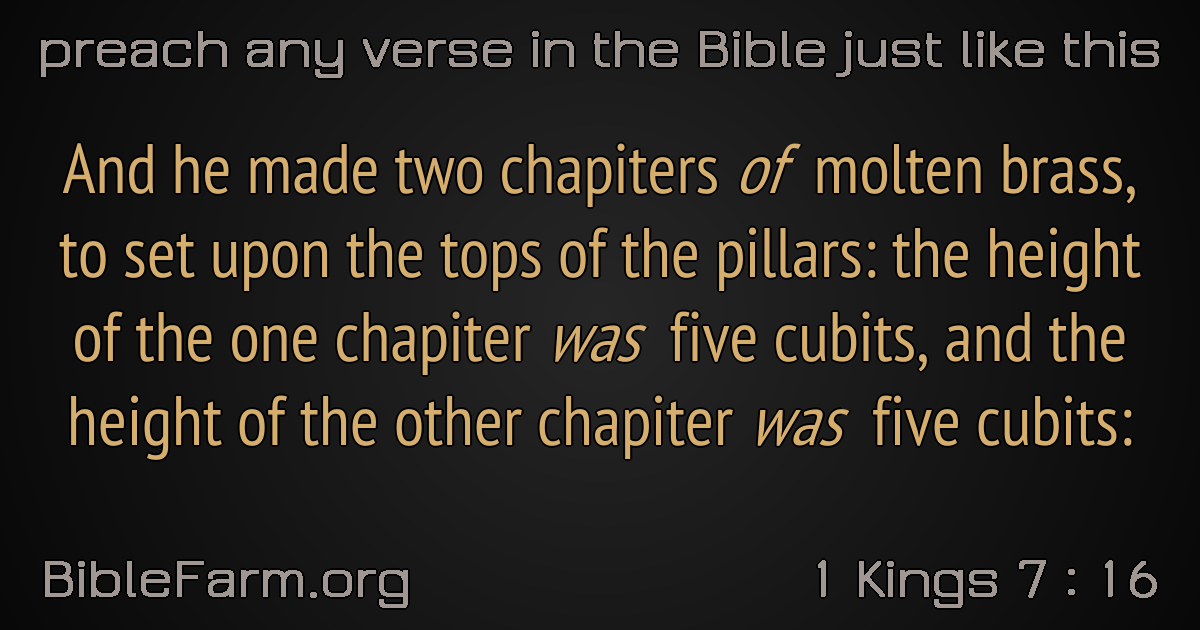 preach any verse in the Bible just like this
And he made two chapiters of molten brass,
to set upon the tops of the pillars: the height
of the one chapiter was five cubits, and the
height of the other chapiter was five cubits:
BibleFarm.org
1 Kings 7 : 16